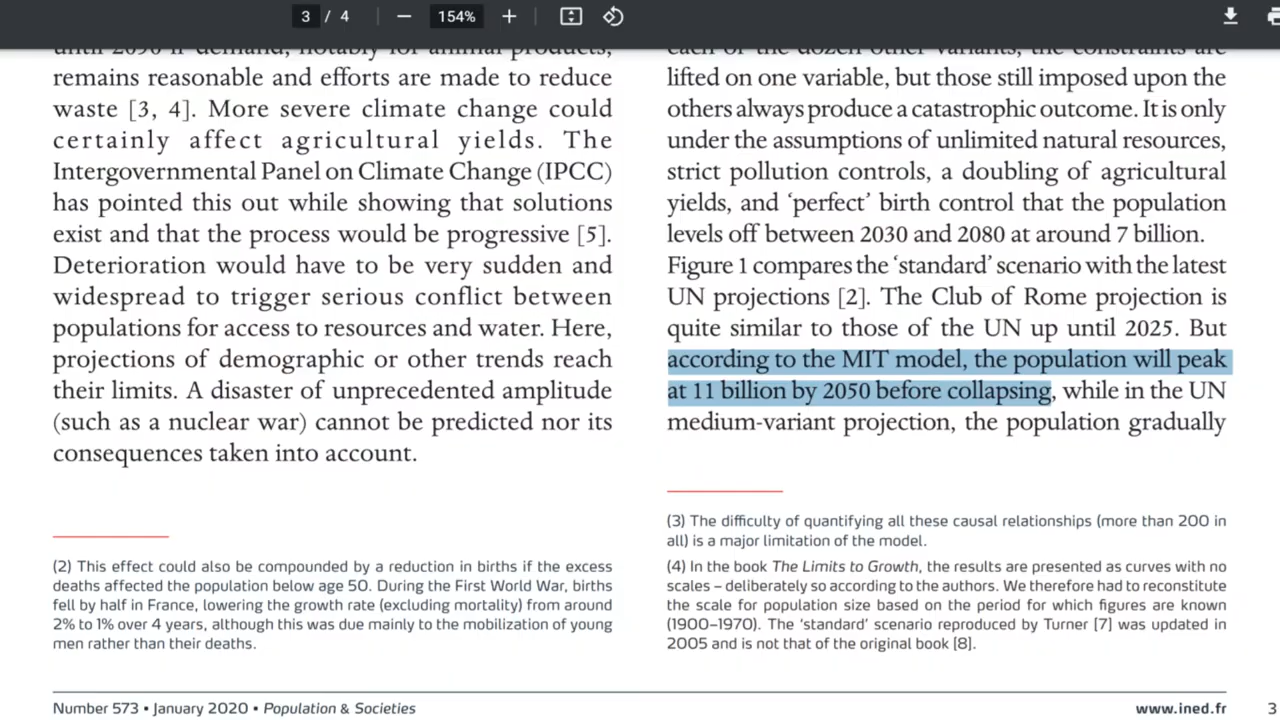 3 / 4
154%
until 2050 if demand, notably for animal products,
remains reasonable and efforts are made to reduce
waste [3, 4]. More severe climate change could
certainly affect agricultural yields. The
Intergovernmental Panel on Climate Change (IPCC)
has pointed this out while showing that solutions
exist and that the process would be progressive [5].
Deterioration would have to be very sudden and
widespread to trigger serious conflict between
populations for access to resources and water. Here,
projections of demographic or other trends reach
their limits. A disaster of unprecedented amplitude
(such as a nuclear war) cannot be predicted nor its
consequences taken into account.
(2) This effect could also be compounded by a reduction in births if the excess
deaths affected the population below age 50. During the First World War, births
fell by half in France, lowering the growth rate (excluding mortality) from around
2% to 1% over 4 years, although this was due mainly to the mobilization of young
men rather than their deaths.
each of the dozen other variants, the constraints are
lifted on one variable, but those still imposed upon the
others always produce a catastrophic outcome. It is only
under the assumptions of unlimited natural resources,
strict pollution controls, a doubling of agricultural
yields, and ‘perfect’ birth control that the population
levels off between 2030 and 2080 at around 7 billion.
Figure 1 compares the ‘standard’ scenario with the latest
UN projections [2]. The Club of Rome projection is
quite similar to those of the UN up until 2025. But
according to the MIT model, the population will peak
at 11 billion by 2050 before collapsing, while in the UN
medium-variant projection, the population gradually
(3) The difficulty of quantifying all these causal relationships (more than 200 in
all) is a major limitation of the model.
(4) In the book The Limits to Growth, the results are presented as curves with no
scales – deliberately so according to the authors. We therefore had to reconstitute
the scale for population size based on the period for which figures are known
(1900–1970). The ‘standard’ scenario reproduced by Turner [7] was updated in
2005 and is not that of the original book [8].
Number 573 • January 2020 • Population & Societies
www.ined.fr
3